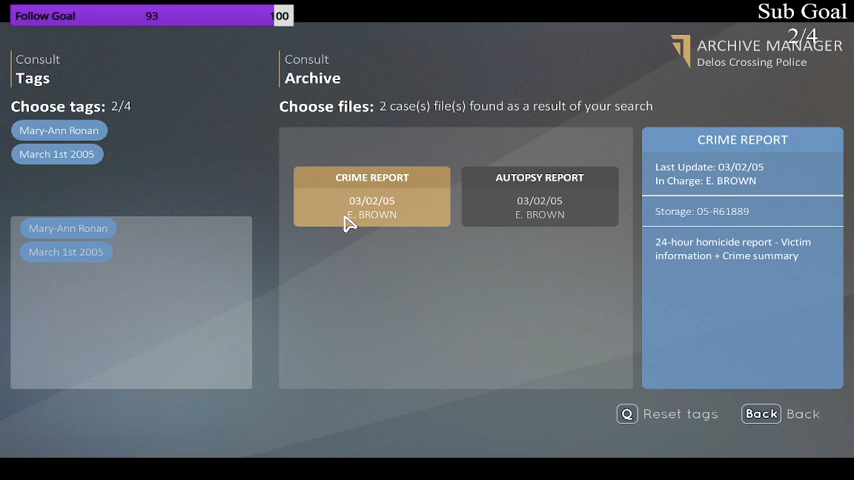 Follow Goal 93 100
Sub Goal
2/4
ARCHIVE MANAGER
Delos Crossing Police
Consult
Tags
Choose tags: 2/4
Mary-Ann Ronan
March 1st 2005
Mary-Ann Ronan
March 1st 2005
Consult
Archive
Choose files: 2 case(s) file(s) found as a result of your search
CRIME REPORT
03/02/05
E. BROWN
AUTOPSY REPORT
03/02/05
E. BROWN
CRIME REPORT
Last Update: 03/02/05
In Charge: E. BROWN
Storage: 05-R61889
24-hour homicide report - Victim
information + Crime summary
Q Reset tags
Back Back